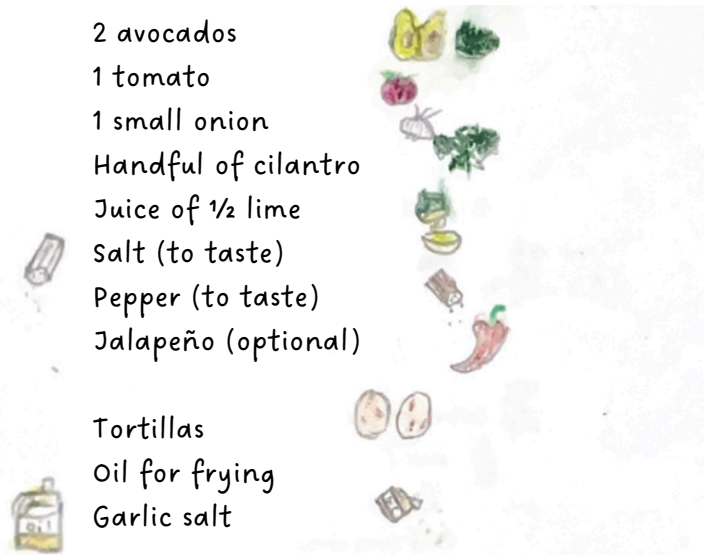 2 avocados
1 tomato
1 small onion
Handful of cilantro
Juice of ½ lime
Salt (to taste)
Pepper (to taste)
Jalapeño (optional)
Tortillas
Oil for frying
Garlic salt
OIL